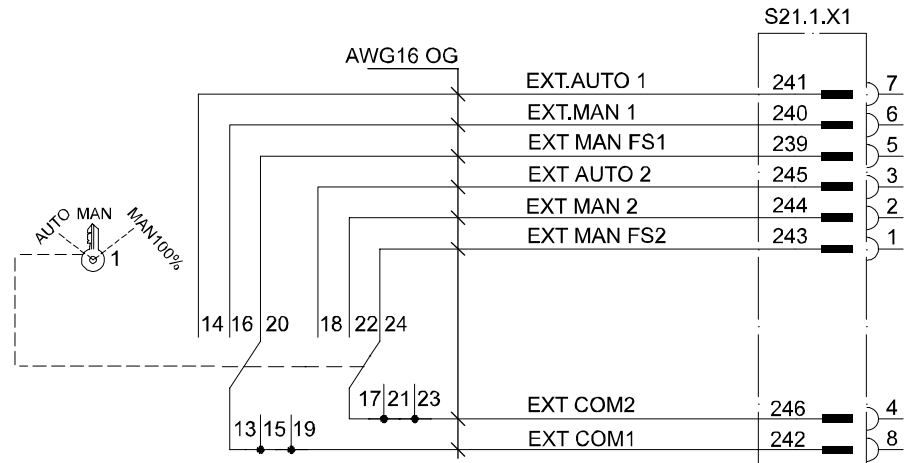 S21.1.X1
AWG16 OG
EXT.AUTO 1 241 7
EXT.MAN 1 240 6
EXT MAN FS1 239 5
EXT AUTO 2 245 3
EXT MAN 2 244 2
EXT MAN FS2 243 1
AUTO MAN MAN100%
1
14 16 20 18 22 24
17 21 23
EXT COM2 246 4
13 15 19
EXT COM1 242 8